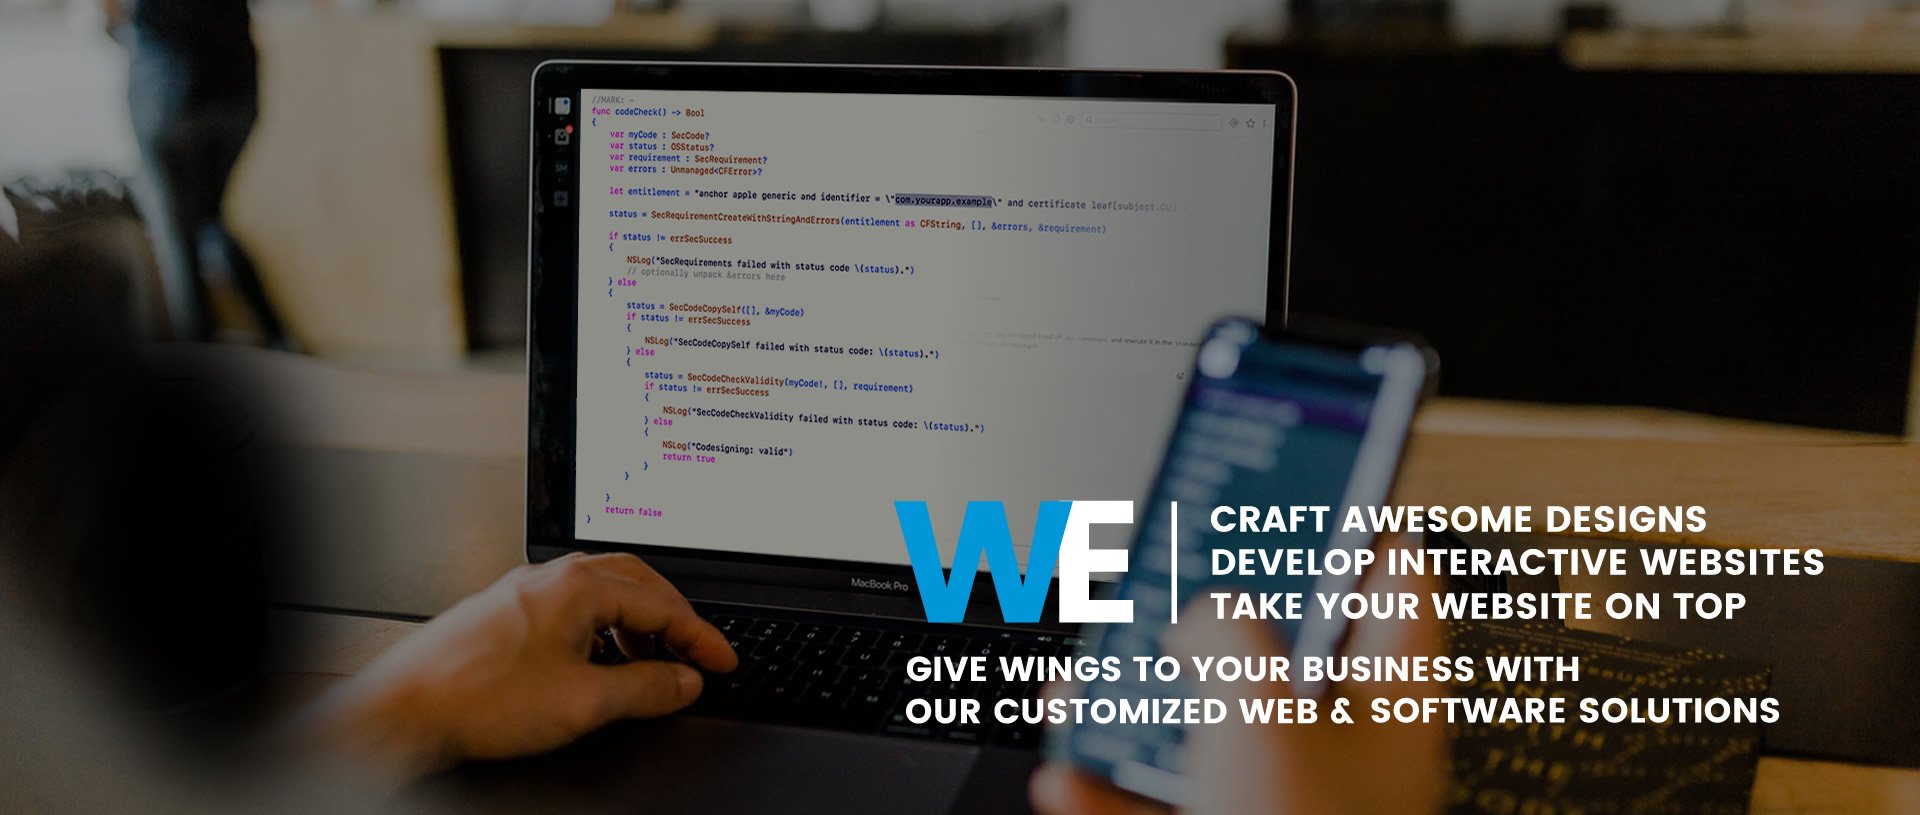 //MARK: -
func codeCheck() -> Bool
{
var myCode : SecCode?
var status : OSStatus?
var requirement : SecRequirement?
var errors : Unmanaged<CFError>?
let entitlement = "anchor apple generic and identifier = \"com.yourapp.example\" and certificate leaf[subject.OU]
status = SecRequirementCreateWithStringAndErrors(entitlement as CFString, [], &errors, &requirement)
if status != errSecSuccess
{
NSLog("SecRequirements failed with status code \(status).")
// optionally unpack &errors here
} else
{
status = SecCodeCopySelf([], &myCode)
if status != errSecSuccess
{
NSLog("SecCodeCopySelf failed with status code: \(status).")
} else
{
status = SecCodeCheckValidity(myCode!, [], requirement)
if status != errSecSuccess
{
NSLog("SecCodeCheckValidity failed with status code: \(status).")
} else
{
NSLog("Codesigning: valid")
return true
}
}
}
return false
}
MacBook Pro
WE
CRAFT AWESOME DESIGNS
DEVELOP INTERACTIVE WEBSITES
TAKE YOUR WEBSITE ON TOP
GIVE WINGS TO YOUR BUSINESS WITH
OUR CUSTOMIZED WEB & SOFTWARE SOLUTIONS